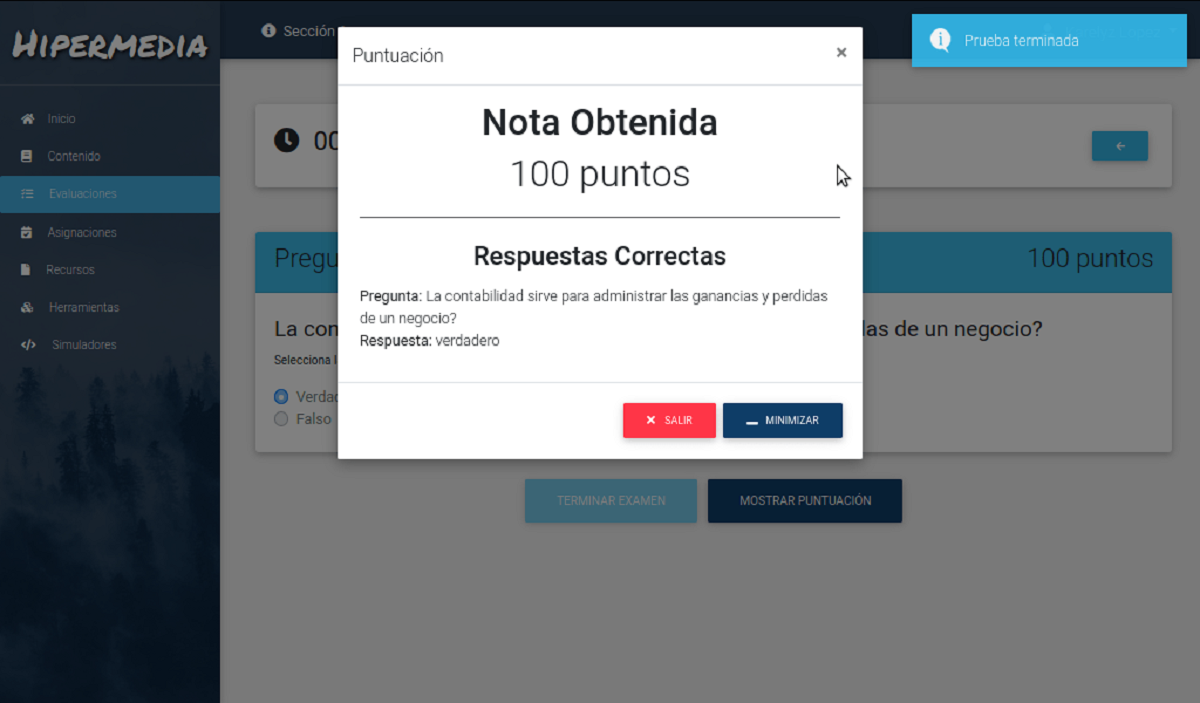 HIPERMEDIA
Inicio
Contenido
Evaluaciones
Asignaciones
Recursos
Herramientas
Simuladores
Sección
Prueba terminada
Puntuación
×
Nota Obtenida
100 puntos
Respuestas Correctas
Pregunta: La contabilidad sirve para administrar las ganancias y perdidas
de un negocio?
Respuesta: verdadero
SALIR
MINIMIZAR
00
Pregu
100 puntos
La con
las de un negocio?
Selecciona l
Verdad
Falso
TERMINAR EXAMEN
MOSTRAR PUNTUACIÓN